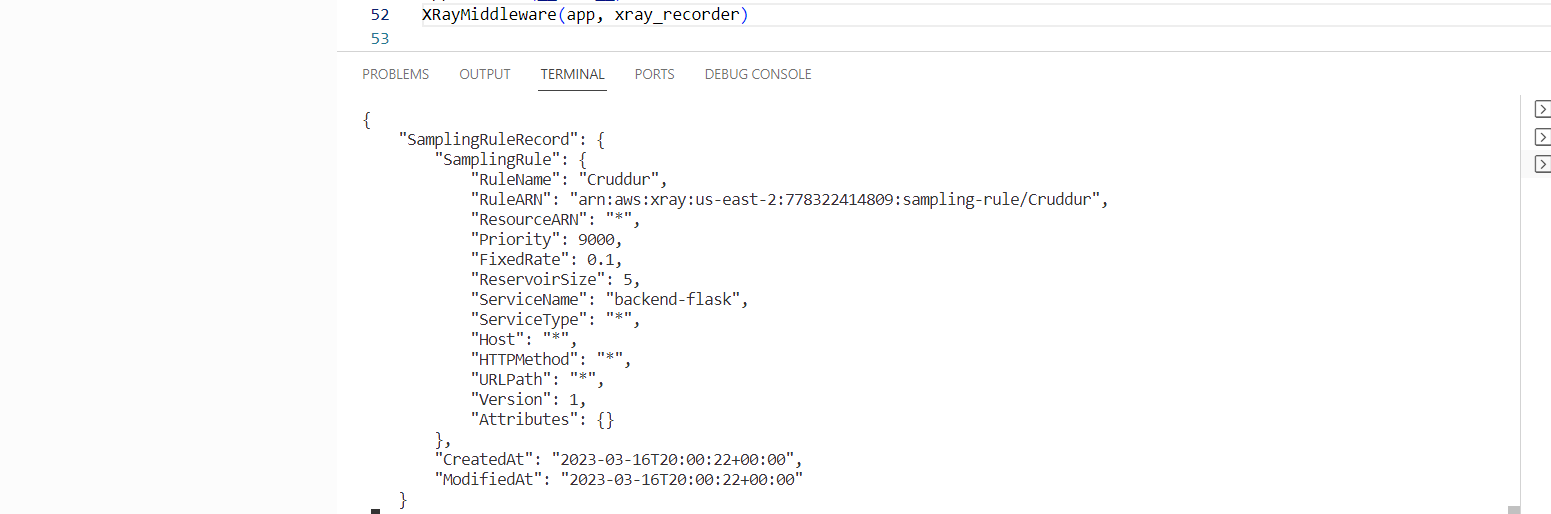 52 XRayMiddleware(app, xray_recorder)
53
PROBLEMS OUTPUT TERMINAL PORTS DEBUG CONSOLE
{
    "SamplingRuleRecord": {
        "SamplingRule": {
            "RuleName": "Cruddur",
            "RuleARN": "arn:aws:xray:us-east-2:778322414809:sampling-rule/Cruddur",
            "ResourceARN": "*",
            "Priority": 9000,
            "FixedRate": 0.1,
            "ReservoirSize": 5,
            "ServiceName": "backend-flask",
            "ServiceType": "*",
            "Host": "*",
            "HTTPMethod": "*",
            "URLPath": "*",
            "Version": 1,
            "Attributes": {}
        },
        "CreatedAt": "2023-03-16T20:00:22+00:00",
        "ModifiedAt": "2023-03-16T20:00:22+00:00"
    }